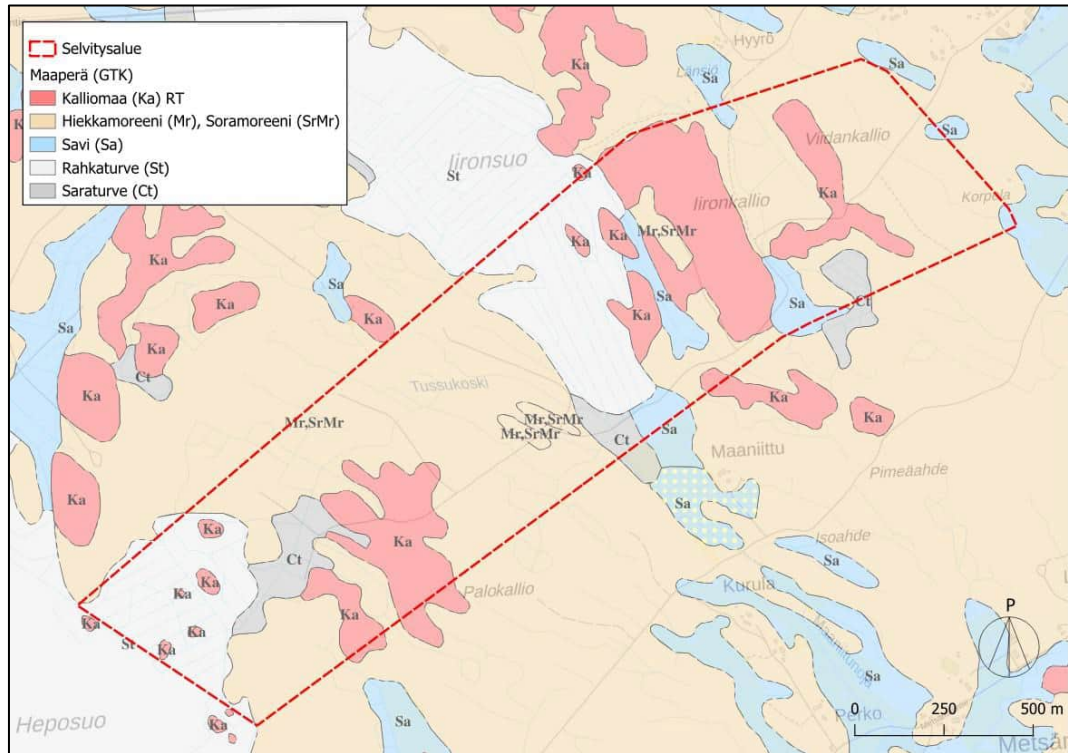 Selvitysalue
Maaperä (GTK)
Kalliomaa (Ka) RT
Hiekkamoreeni (Mr), Soramoreeni (SrMr)
Savi (Sa)
Rahkaturve (St)
Saraturve (Ct)
Hyyrö
Länsiö
Sa
Sa
Ka
Viidankallio
Sa
Iironsuo
St
Ka
Ka
Iironkallio
Korpela
Ka
Ka
Ka
Mr,SrMr
Ka
Sa
Sa
Ka
Sa
Sa
Ct
Ka
Ka
Ka
Ct
Tussukoski
Ka
Ka
Ka
Mr,SrMr
Mr,SrMr
Mr,SrMr
Ct
Sa
Maaniittu
Pimeäahde
Ka
Sa
Ka
Ka
Isoahde
Ct
Sa
Ka
Ka
Palokallio
Kurula
P
Ka
Ka
Ka
St
Ka
Sa
Heposuo
Ka
Sa
Perko
0
250
500 m
Metsän